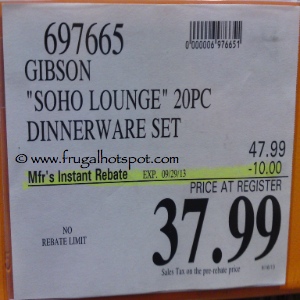 697665
0000006976651
GIBSON
"SOHO LOUNGE" 20PC
DINNERWARE SET
© www.frugalhotspot.com
47.99
Mfr's Instant Rebate EXP. 09/29/13 -10.00
PRICE AT REGISTER
NO
REBATE LIMIT
37.99
Sales Tax on the pre-rebate price